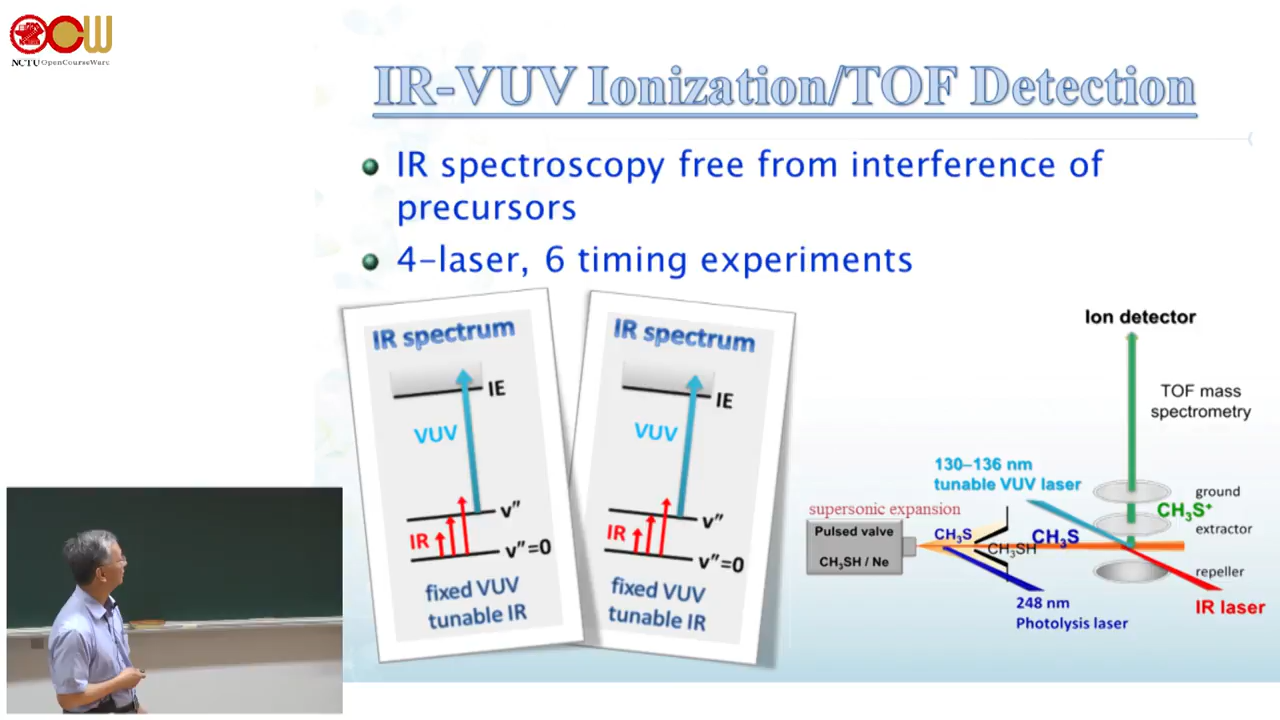 NCTU OpenCourseWare
IR-VUV Ionization/TOF Detection
IR spectroscopy free from interference of
precursors
4-laser, 6 timing experiments
IR spectrum
IE
VUV
v"
IR
v"=0
fixed VUV
tunable IR
IR spectrum
IE
VUV
v"
IR
v"=0
fixed VUV
tunable IR
Ion detector
TOF mass
spectrometry
130–136 nm
tunable VUV laser
ground
CH₃S⁺
extractor
supersonic expansion
Pulsed valve
CH₃SH / Ne
CH₃S
CH₃SH
CH₃S
repeller
248 nm
Photolysis laser
IR laser